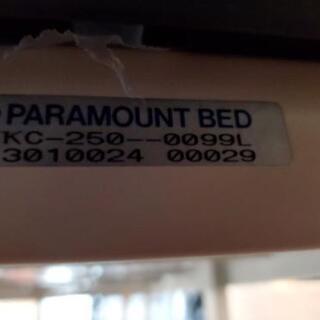 PARAMOUNT BED
KC-250--0099L
3010024 00029